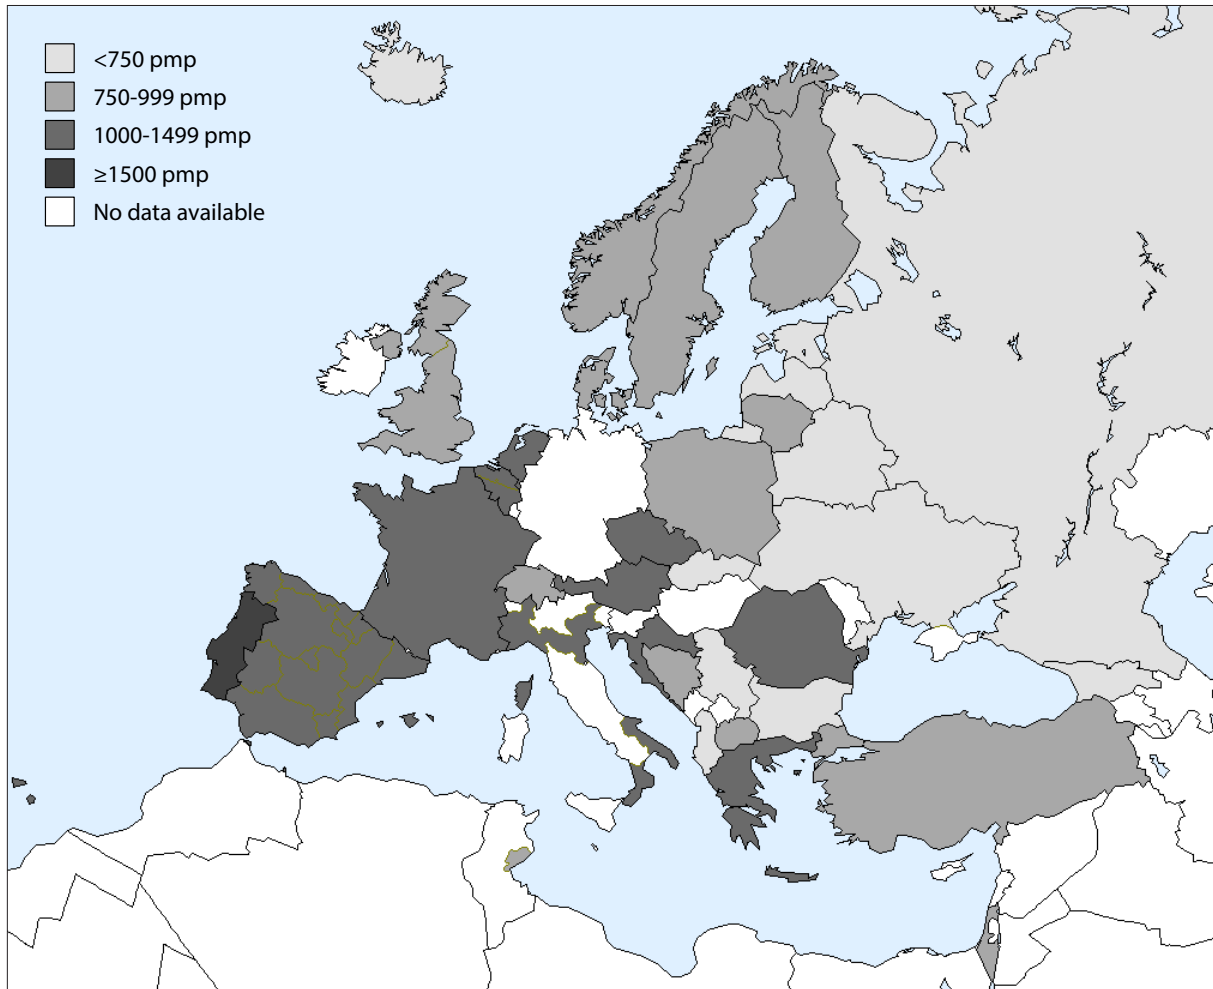 <750 pmp
750-999 pmp
1000-1499 pmp
≥1500 pmp
No data available